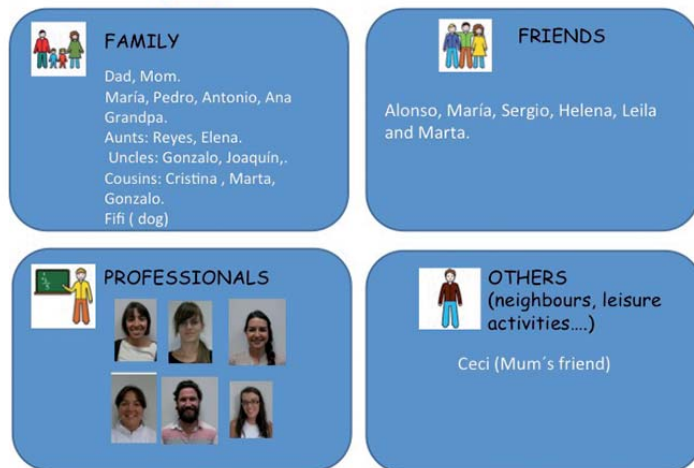 FAMILY
Dad, Mom.
María, Pedro, Antonio, Ana
Grandpa.
Aunts: Reyes, Elena.
Uncles: Gonzalo, Joaquín,.
Cousins: Cristina , Marta,
Gonzalo.
Fifi ( dog)
FRIENDS
Alonso, María, Sergio, Helena, Leila
and Marta.
PROFESSIONALS
OTHERS
(neighbours, leisure
activities....)
Ceci (Mum´s friend)